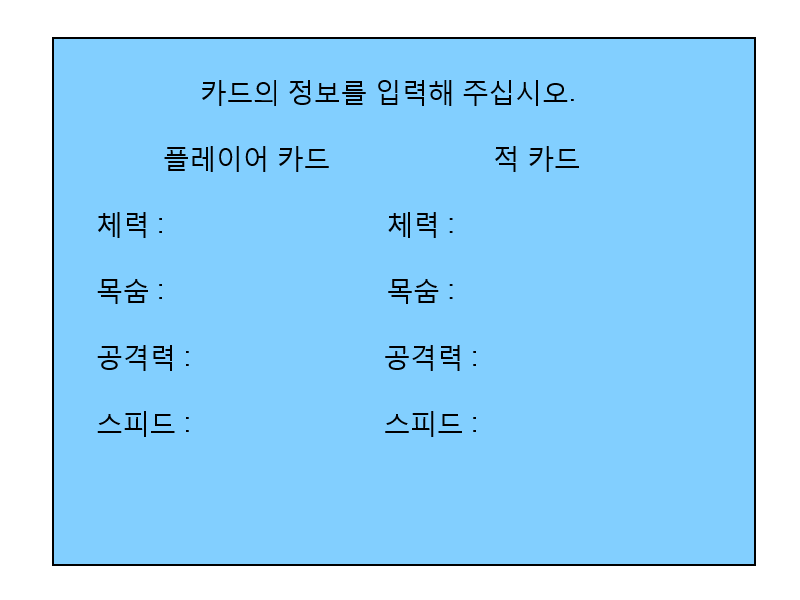 카드의 정보를 입력해 주십시오.
플레이어 카드 적 카드
체력 : 체력 :
목숨 : 목숨 :
공격력 : 공격력 :
스피드 : 스피드 :